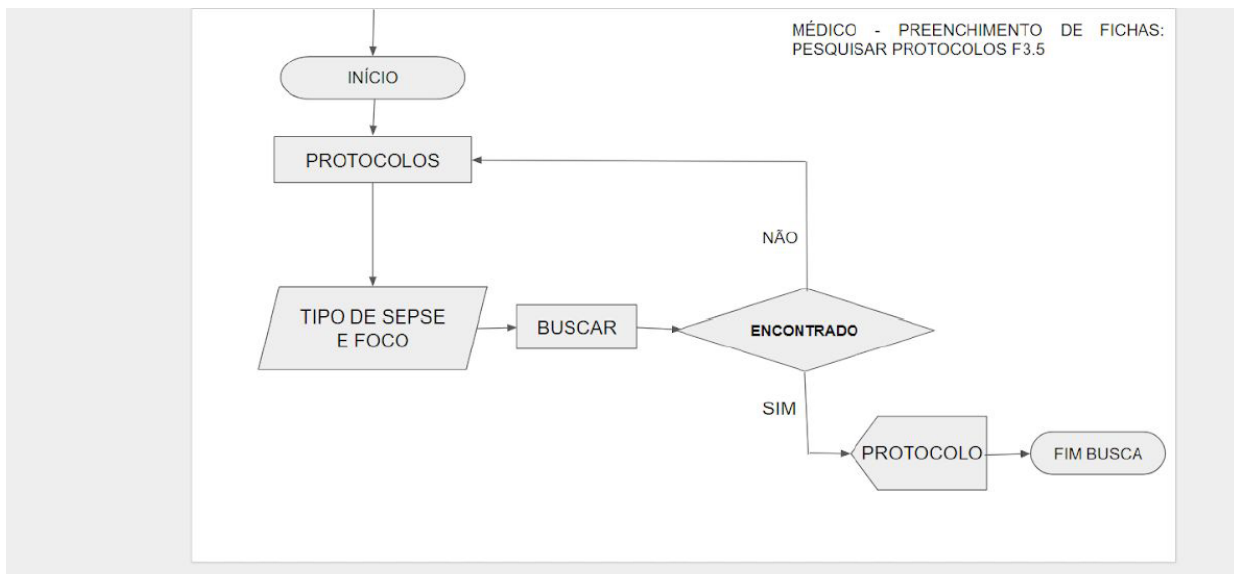 MÉDICO - PREENCHIMENTO DE FICHAS:
PESQUISAR PROTOCOLOS F3.5
INÍCIO
PROTOCOLOS
NÃO
TIPO DE SEPSE
E FOCO
BUSCAR
ENCONTRADO
SIM
PROTOCOLO
FIM BUSCA